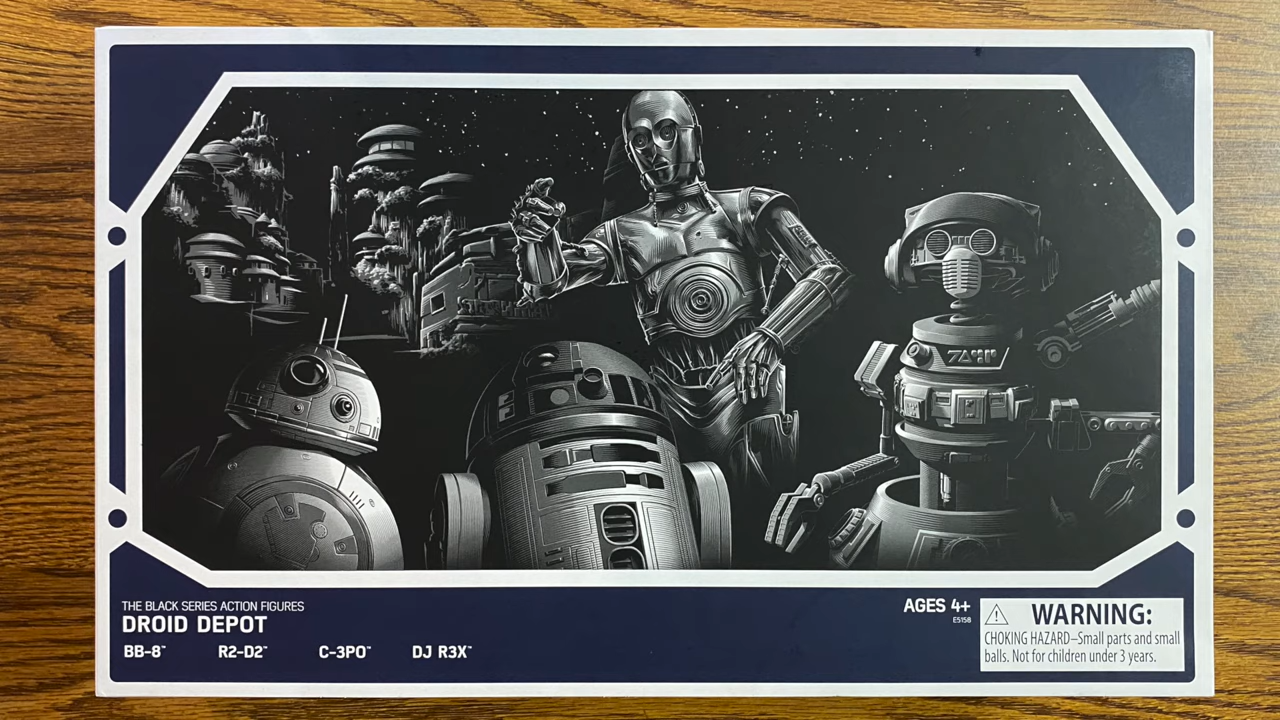 THE BLACK SERIES ACTION FIGURES
DROID DEPOT
BB-8™ R2-D2™ C-3PO™ DJ R3X™
AGES 4+
E5158
WARNING:
CHOKING HAZARD–Small parts and small
balls. Not for children under 3 years.